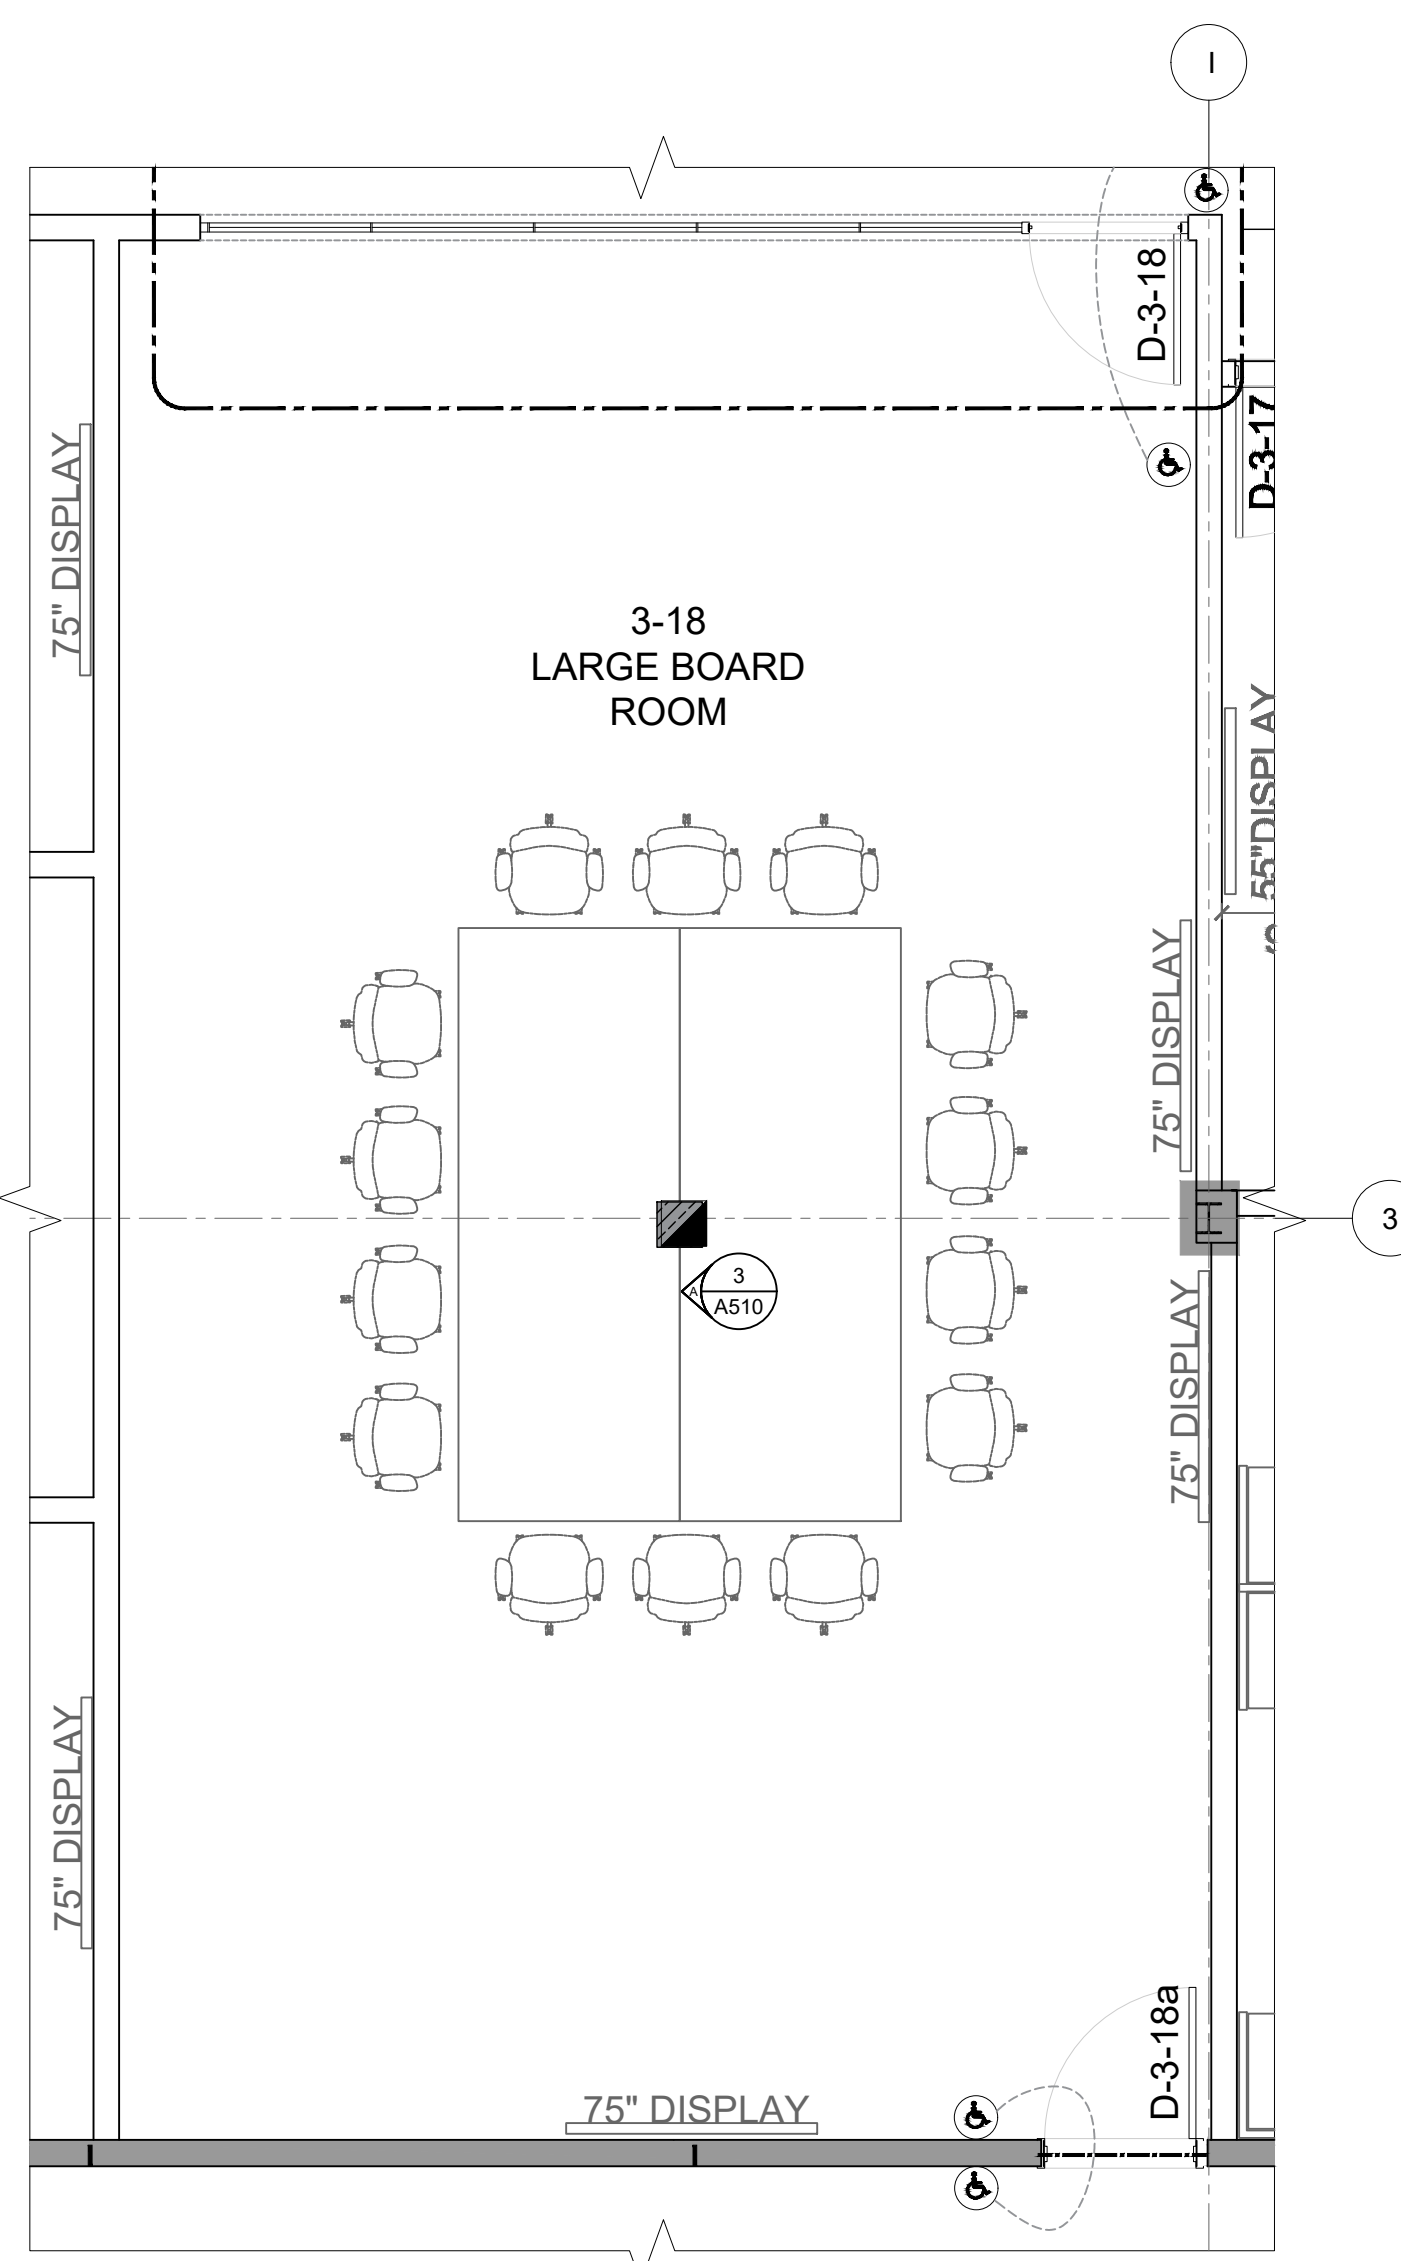 I
D-3-18
D-3-17
75" DISPLAY
3-18
LARGE BOARD
ROOM
55"DISPLAY
75" DISPLAY
3
3
A
A510
75" DISPLAY
75" DISPLAY
D-3-18a
75" DISPLAY